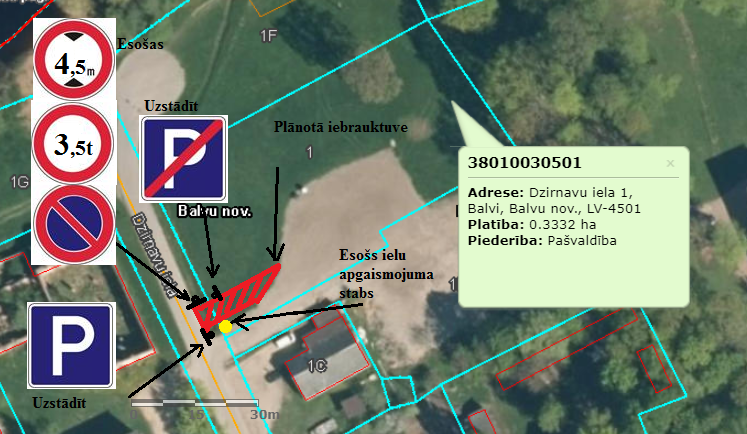 1F
Esošas
4,5m
Uzstādīt
3,5t
P
Plānotā iebrauktuve
1
38010030501
×
Adrese: Dzirnavu iela 1,
Balvi, Balvu nov., LV-4501
Platība: 0.3332 ha
Piederība: Pašvaldība
1G
Balvu nov.
Dzirnavu iela
Esošs ielu
apgaismojuma
stabs
P
1C
Uzstādīt
15
30m